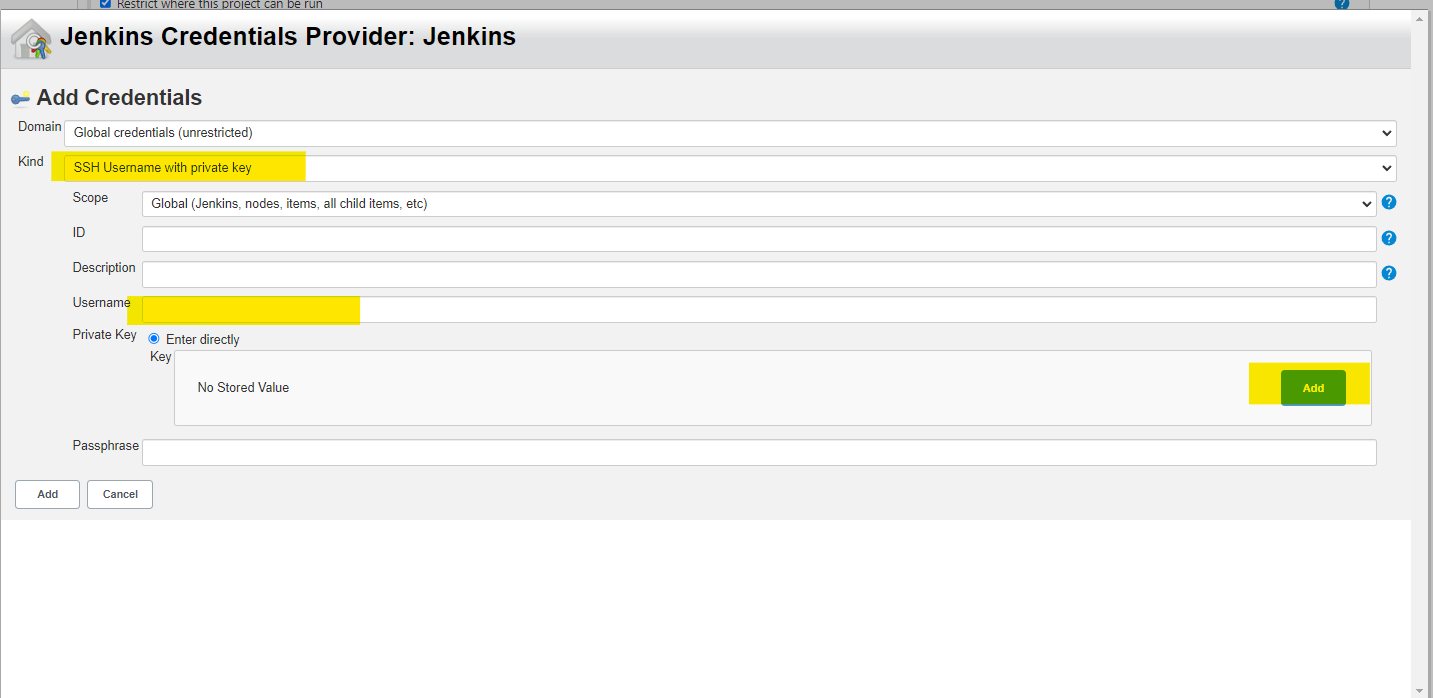 Restrict where this project can be run ?
Jenkins Credentials Provider: Jenkins
Add Credentials
Domain Global credentials (unrestricted)
Kind SSH Username with private key
Scope Global (Jenkins, nodes, items, all child items, etc) ?
ID ?
Description ?
Username
Private Key Enter directly
Key
No Stored Value Add
Passphrase
Add Cancel